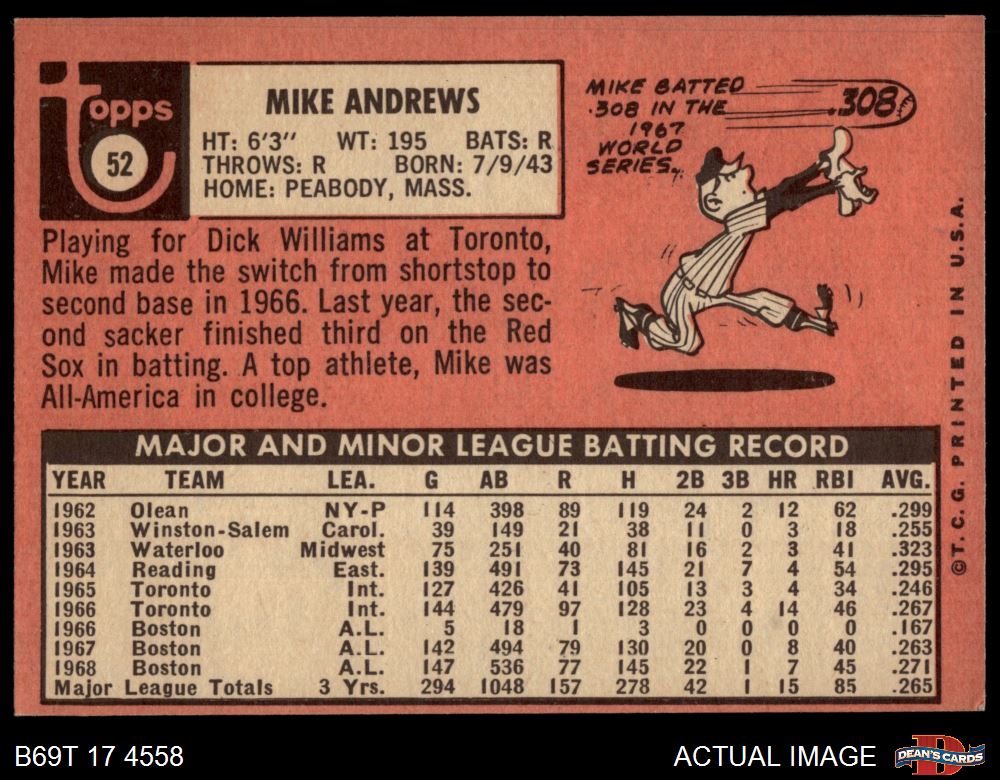 Topps
52
MIKE ANDREWS
HT: 6'3" WT: 195 BATS: R
THROWS: R BORN: 7/9/43
HOME: PEABODY, MASS.
MIKE BATTED
.308 IN THE
1967
WORLD
SERIES.
.308
Playing for Dick Williams at Toronto,
Mike made the switch from shortstop to
second base in 1966. Last year, the sec-
ond sacker finished third on the Red
Sox in batting. A top athlete, Mike was
All-America in college.
MAJOR AND MINOR LEAGUE BATTING RECORD
YEAR TEAM LEA. G AB R H 2B 3B HR RBI AVG.
1962 Olean NY-P 114 398 89 119 24 2 12 62 .299
1963 Winston-Salem Carol. 39 149 21 38 11 0 3 18 .255
1963 Waterloo Midwest 75 251 40 81 16 2 3 41 .323
1964 Reading East. 139 491 73 145 21 7 4 54 .295
1965 Toronto Int. 127 426 41 105 13 3 4 34 .246
1966 Toronto Int. 144 479 97 128 23 4 14 46 .267
1966 Boston A.L. 5 18 1 3 0 0 0 0 .167
1967 Boston A.L. 142 494 79 130 20 0 8 40 .263
1968 Boston A.L. 147 536 77 145 22 1 7 45 .271
Major League Totals 3 Yrs. 294 1048 157 278 42 1 15 85 .265
©T. C. G. PRINTED IN U.S.A.
B69T 17 4558
ACTUAL IMAGE
D
DEAN'S CARDS